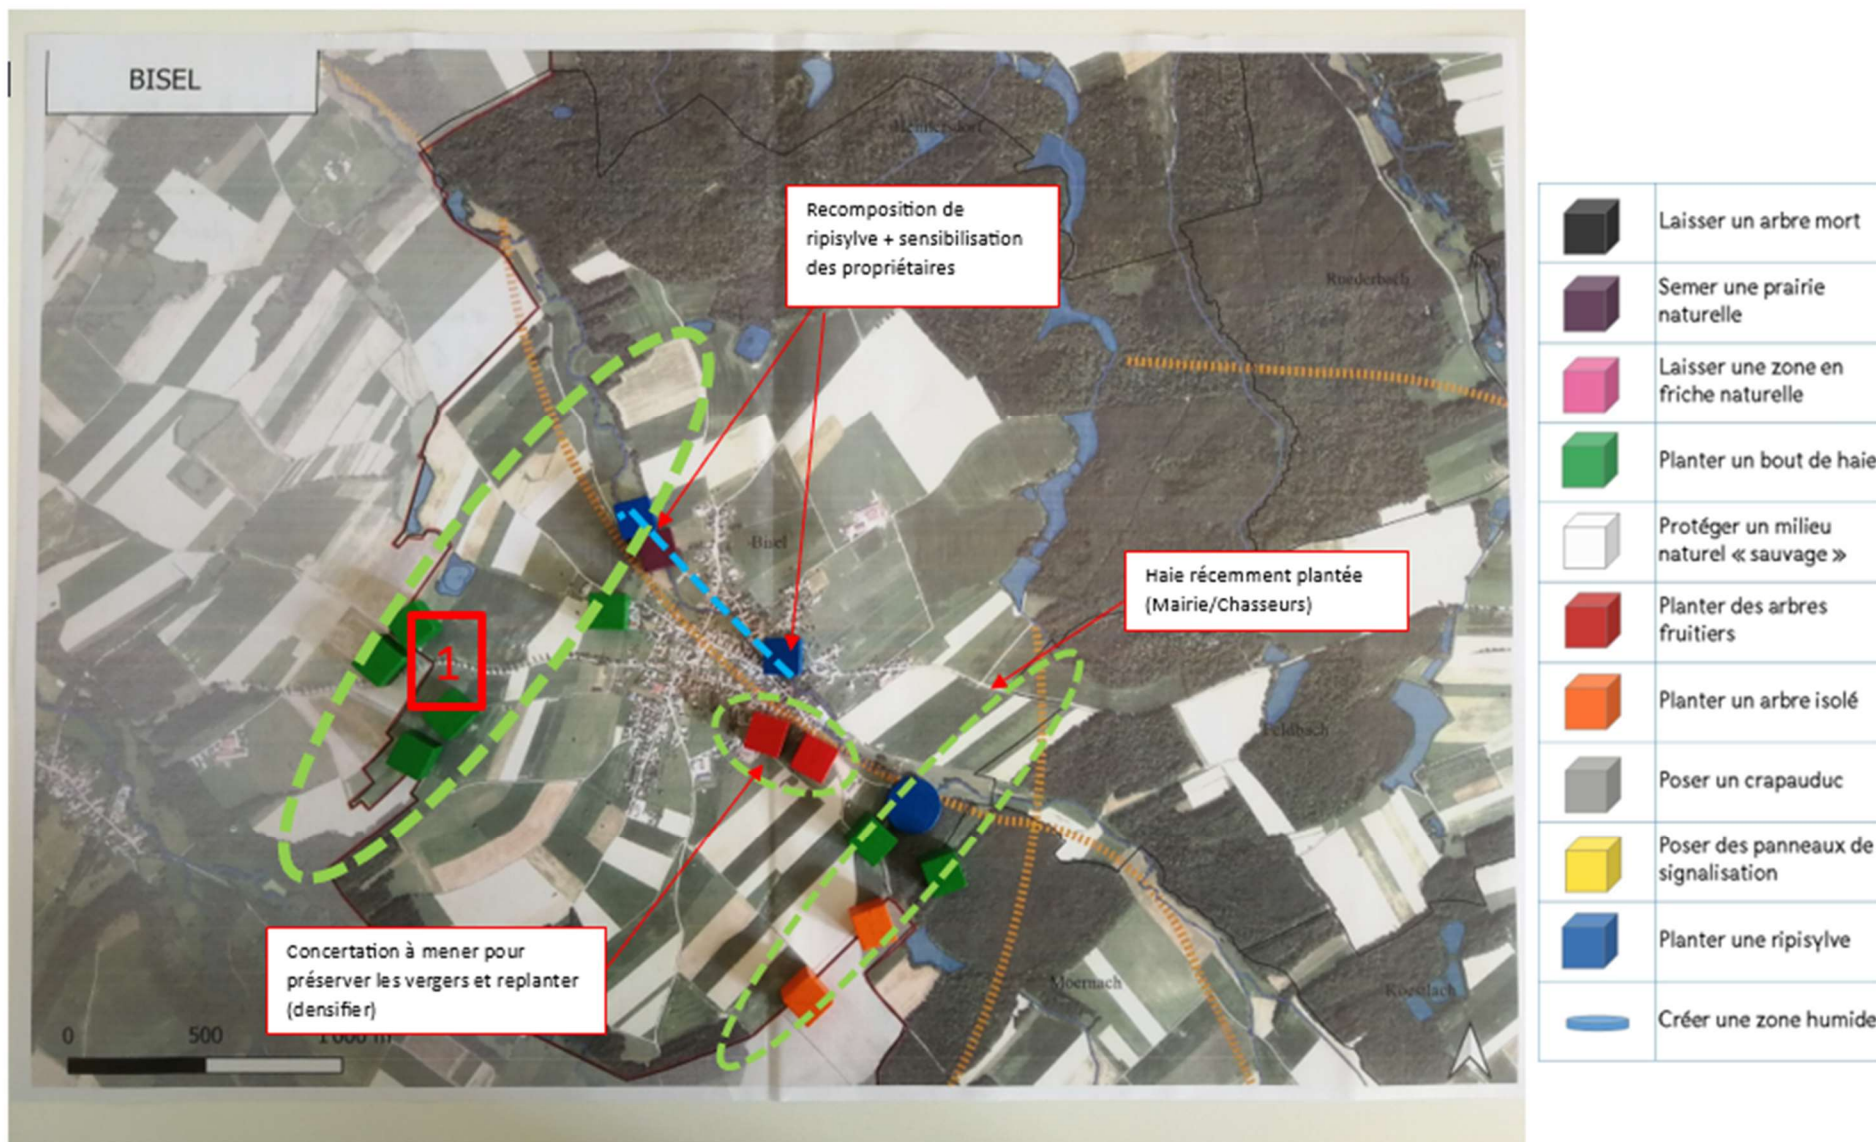 BISEL
Heimersdorf
Recomposition de
ripisylve + sensibilisation
des propriétaires
Ruederbach
Bisel
Haie récemment plantée
(Mairie/Chasseurs)
1
Feldbach
Concertation à mener pour
préserver les vergers et replanter
(densifier)
Moernach
Koestlach
0 500 1 000 m
Laisser un arbre mort
Semer une prairie
naturelle
Laisser une zone en
friche naturelle
Planter un bout de haie
Protéger un milieu
naturel « sauvage »
Planter des arbres
fruitiers
Planter un arbre isolé
Poser un crapauduc
Poser des panneaux de
signalisation
Planter une ripisylve
Créer une zone humide